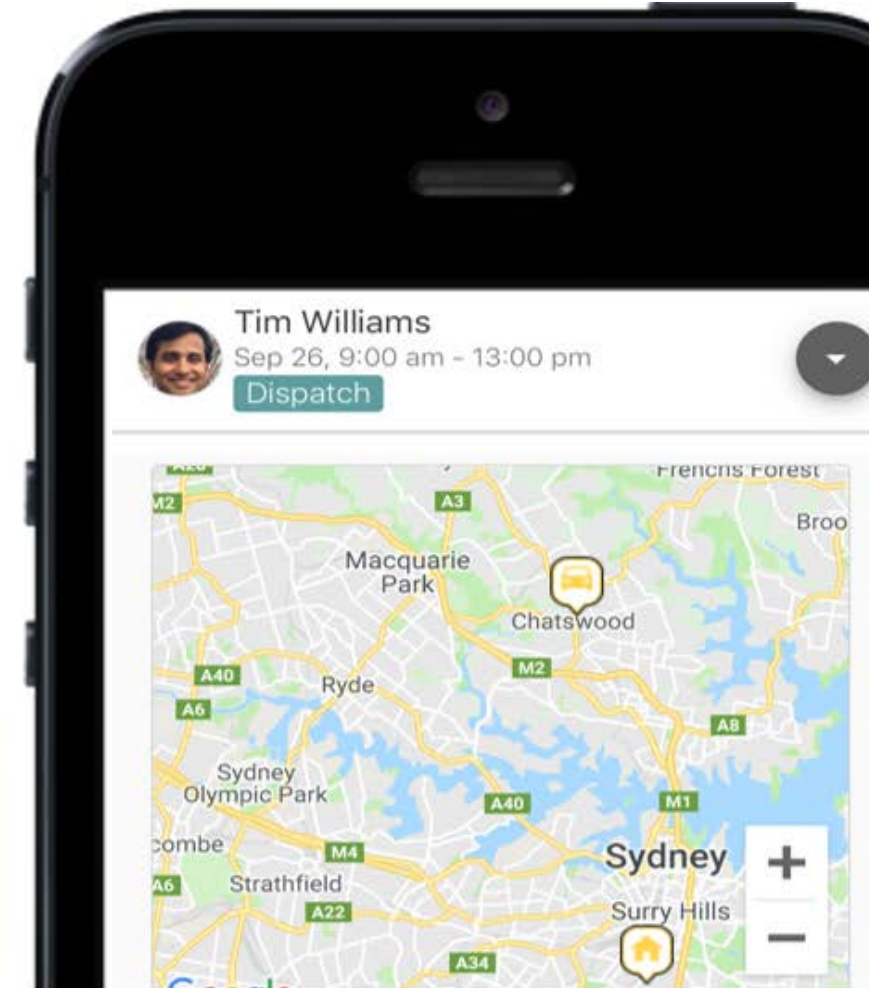 Tim Williams
Sep 26, 9:00 am - 13:00 pm
Dispatch
Frenchs Forest
M2
A3
Broo
Macquarie
Park
Chatswood
M2
A40
Ryde
A6
A8
Sydney
Olympic Park
A40
M1
combe
M4
Sydney
A6
Strathfield
A22
Surry Hills
A34
Google